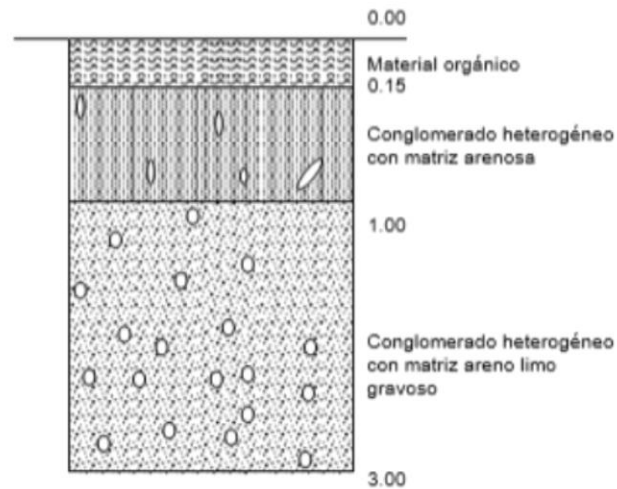 0.00
Material orgánico
0.15
Conglomerado heterogéneo
con matriz arenosa
1.00
Conglomerado heterogéneo
con matriz areno limo
gravoso
3.00